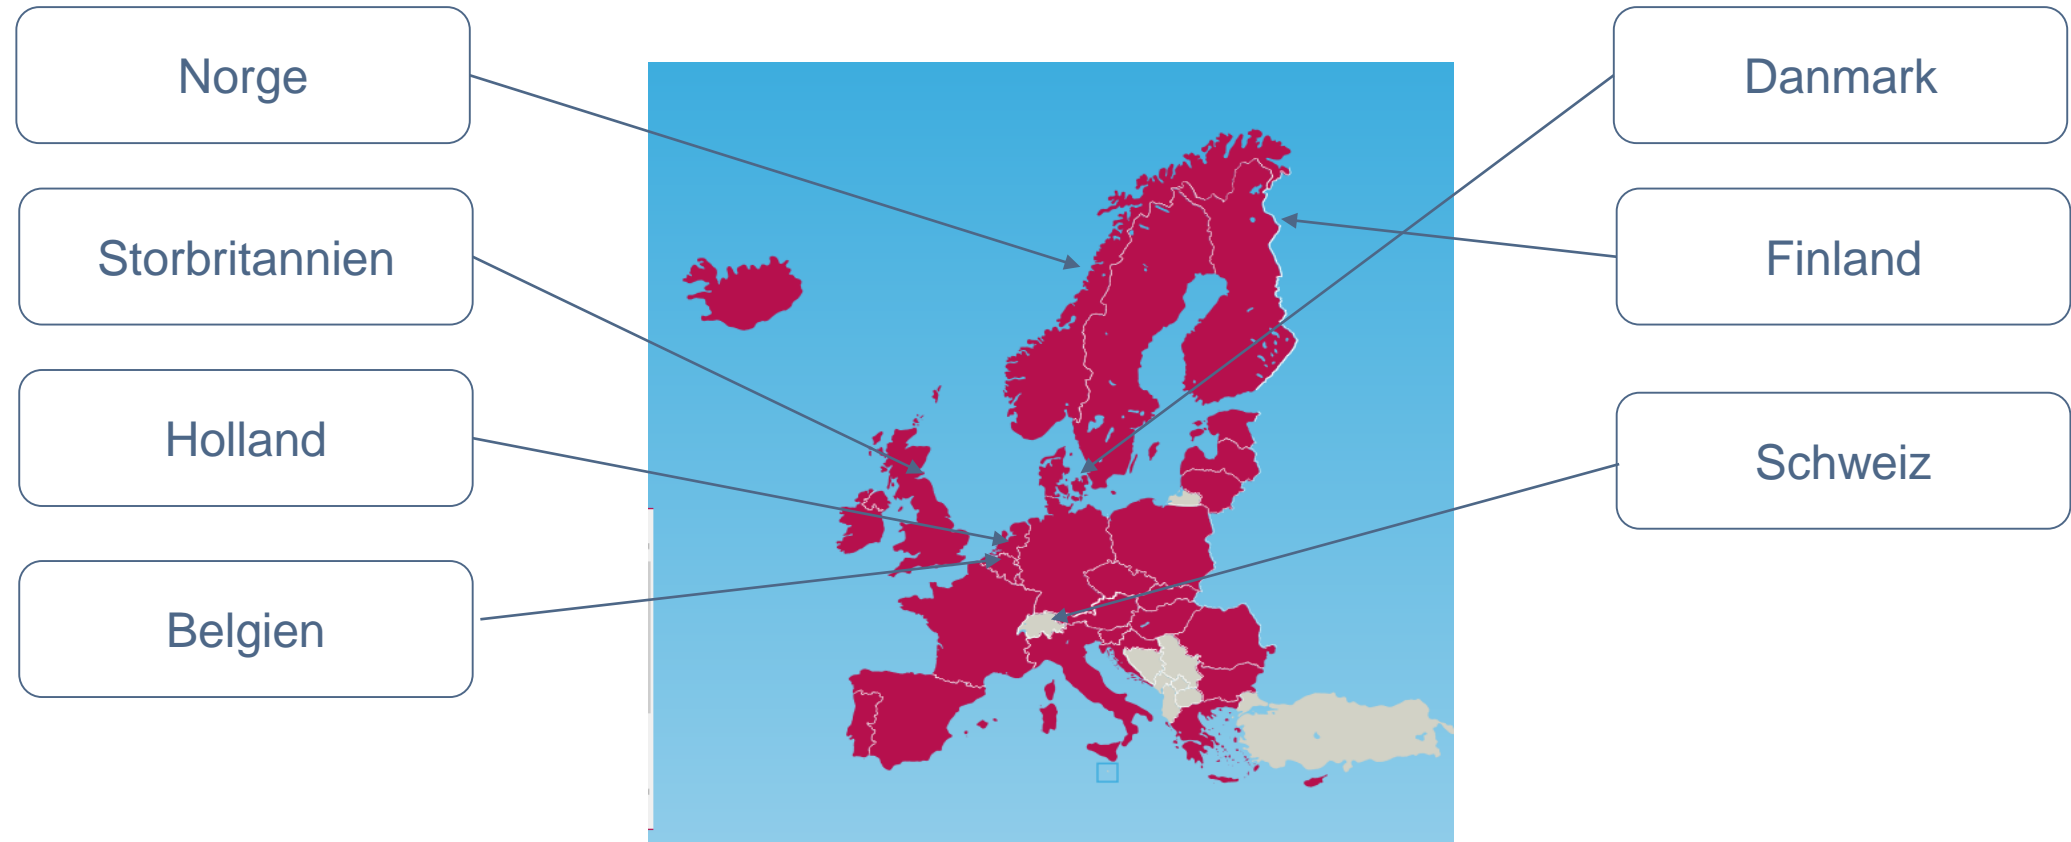 Norge
Storbritannien
Holland
Belgien
Danmark
Finland
Schweiz